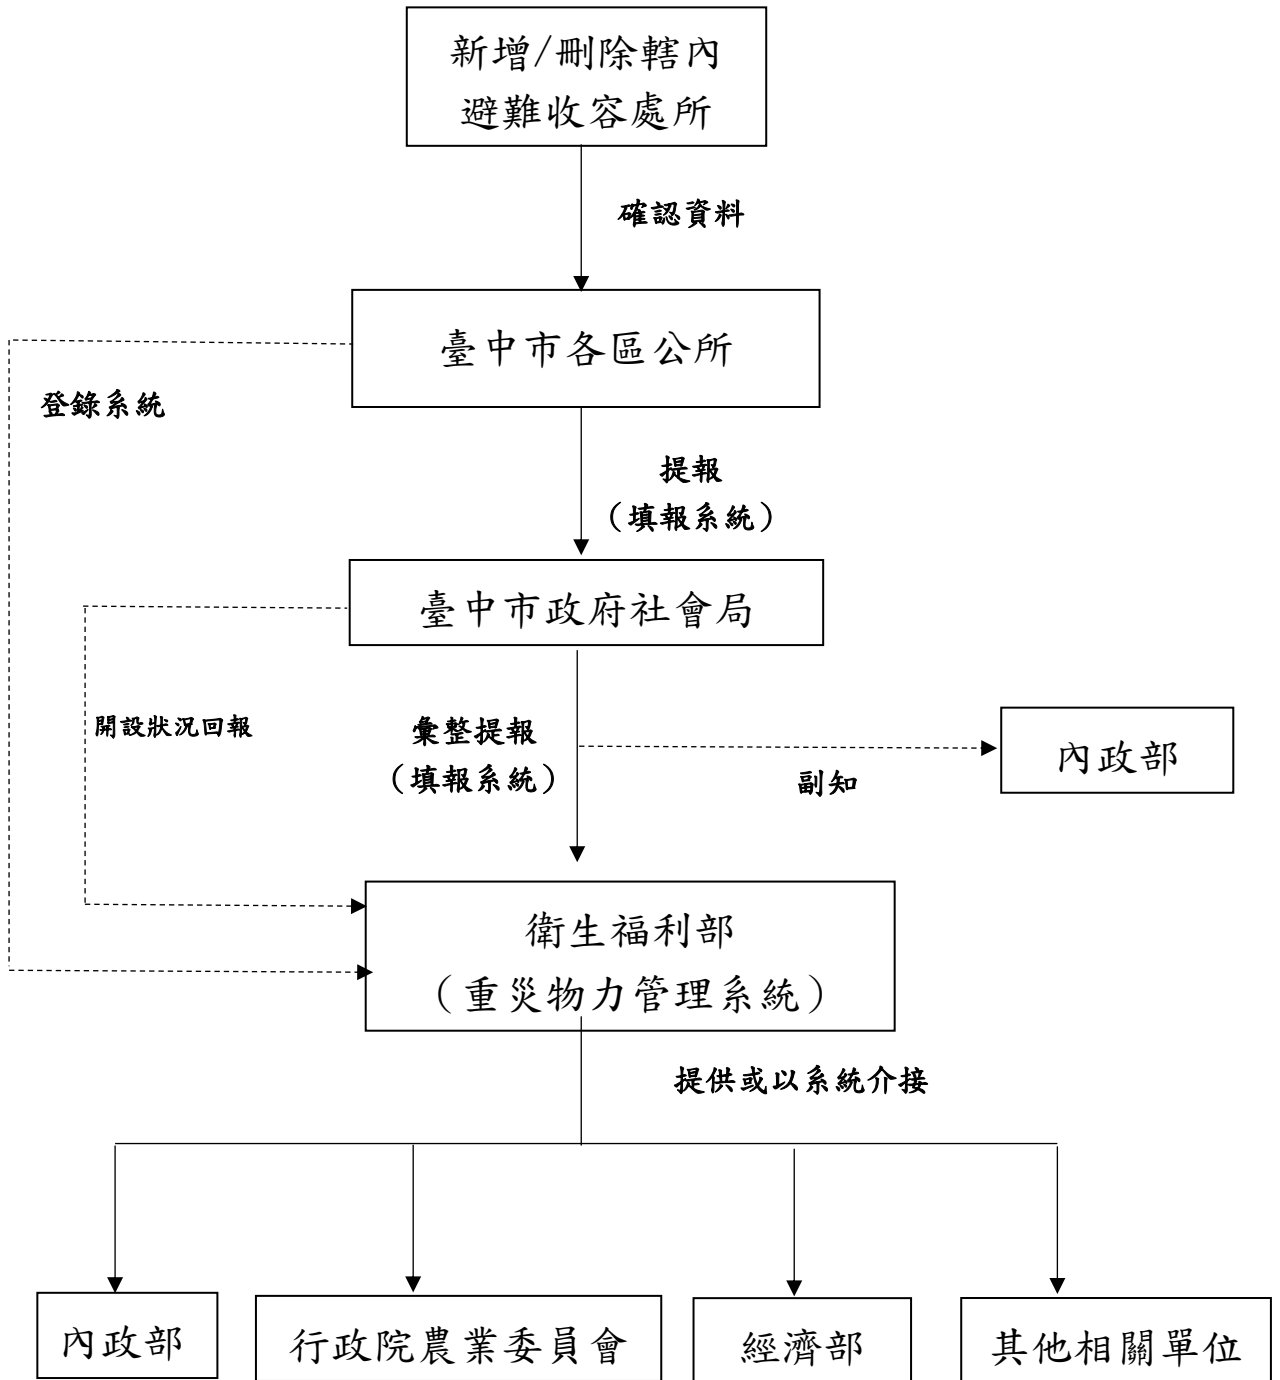 新增/刪除轄內
避難收容處所
確認資料
臺中市各區公所
登錄系統
提報
（填報系統）
臺中市政府社會局
開設狀況回報
彙整提報
（填報系統）
副知
內政部
衛生福利部
（重災物力管理系統）
提供或以系統介接
內政部
行政院農業委員會
經濟部
其他相關單位